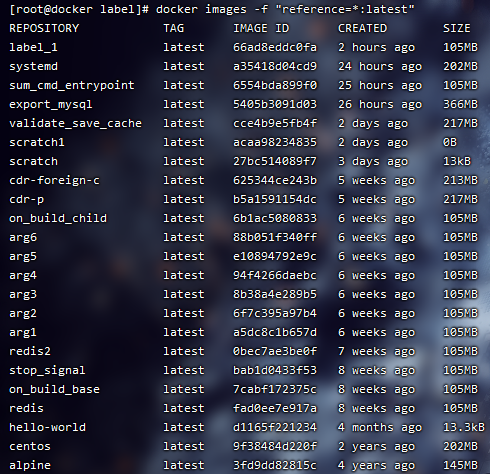 [root@docker label]# docker images -f "reference=*:latest"
REPOSITORY TAG IMAGE ID CREATED SIZE
label_1 latest 66ad8eddc0fa 2 hours ago 105MB
systemd latest a35418d04cd9 24 hours ago 202MB
sum_cmd_entrypoint latest 6554bda899f0 25 hours ago 105MB
export_mysql latest 5405b3091d03 26 hours ago 366MB
validate_save_cache latest cce4b9e5fb4f 2 days ago 217MB
scratch1 latest acaa98234835 2 days ago 0B
scratch latest 27bc514089f7 3 days ago 13kB
cdr-foreign-c latest 625344ce243b 5 weeks ago 213MB
cdr-p latest b5a1591154dc 5 weeks ago 217MB
on_build_child latest 6b1ac5080833 6 weeks ago 105MB
arg6 latest 88b051f340ff 6 weeks ago 105MB
arg5 latest e10894792e9c 6 weeks ago 105MB
arg4 latest 94f4266daebc 6 weeks ago 105MB
arg3 latest 8b38a4e289b5 6 weeks ago 105MB
arg2 latest 6f7c395a97b4 6 weeks ago 105MB
arg1 latest a5dc8c1b657d 6 weeks ago 105MB
redis2 latest 0bec7ae3be0f 7 weeks ago 105MB
stop_signal latest bab1d0433f53 8 weeks ago 105MB
on_build_base latest 7cabf172375c 8 weeks ago 105MB
redis latest fad0ee7e917a 8 weeks ago 105MB
hello-world latest d1165f221234 4 months ago 13.3kB
centos latest 9f38484d220f 2 years ago 202MB
alpine latest 3fd9dd82815c 4 years ago 145MB